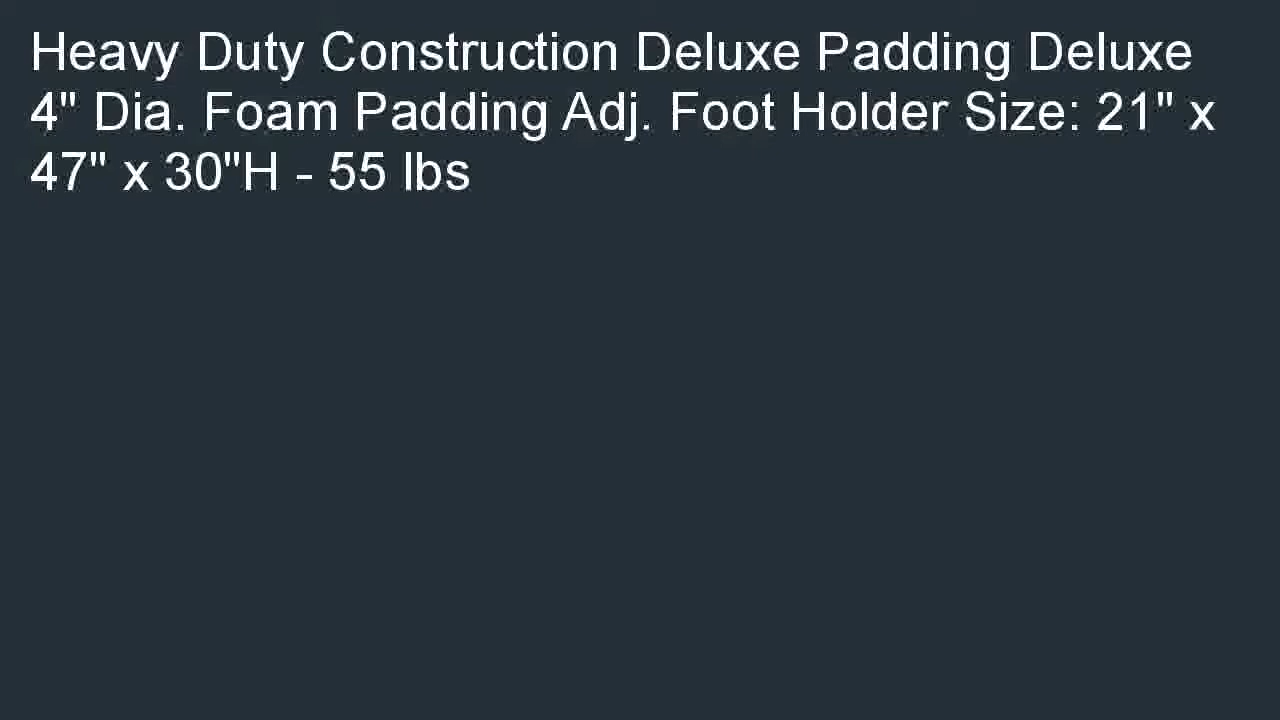 Heavy Duty Construction Deluxe Padding Deluxe
4" Dia. Foam Padding Adj. Foot Holder Size: 21" x
47" x 30"H - 55 lbs